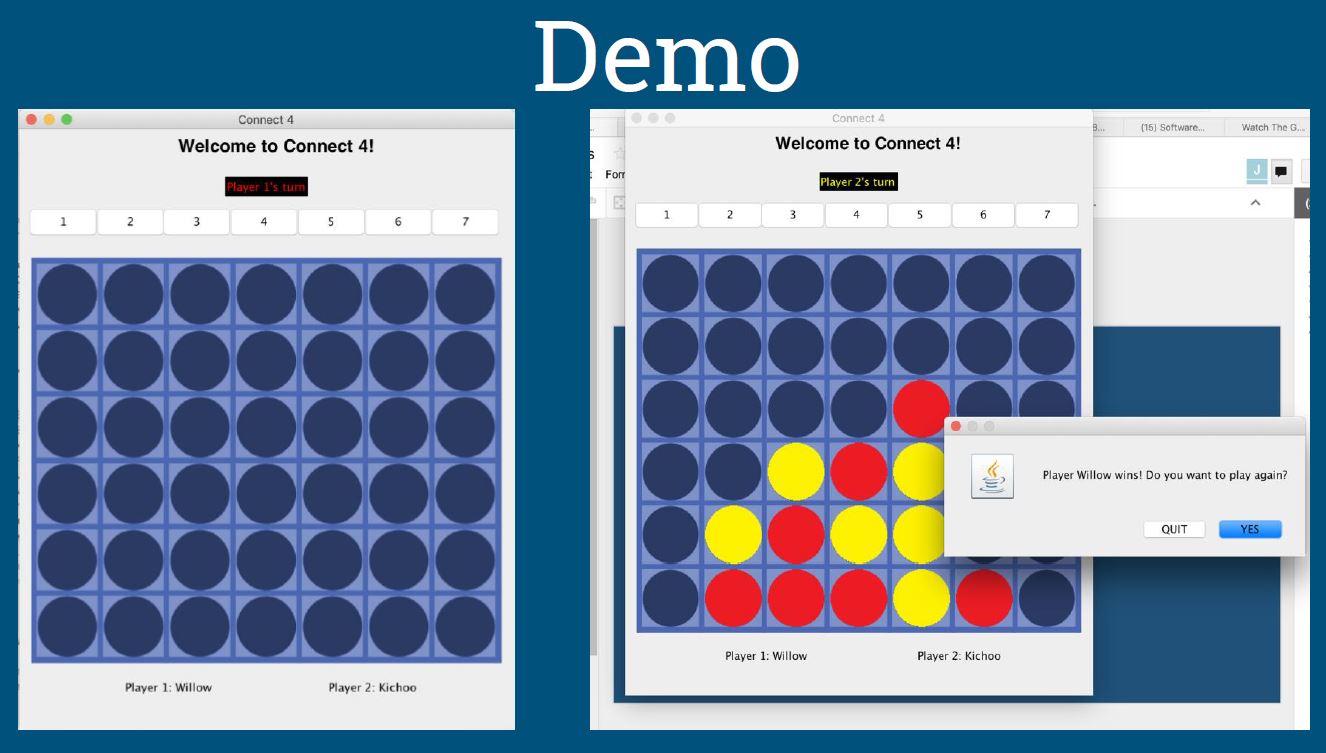 Demo
Connect 4
Welcome to Connect 4!
Player 1's turn
1 2 3 4 5 6 7
Player 1: Willow Player 2: Kichoo
Connect 4
(15) Software... Watch The G...
Welcome to Connect 4!
J
Player 2's turn
1 2 3 4 5 6 7
Player Willow wins! Do you want to play again?
QUIT YES
Player 1: Willow Player 2: Kichoo